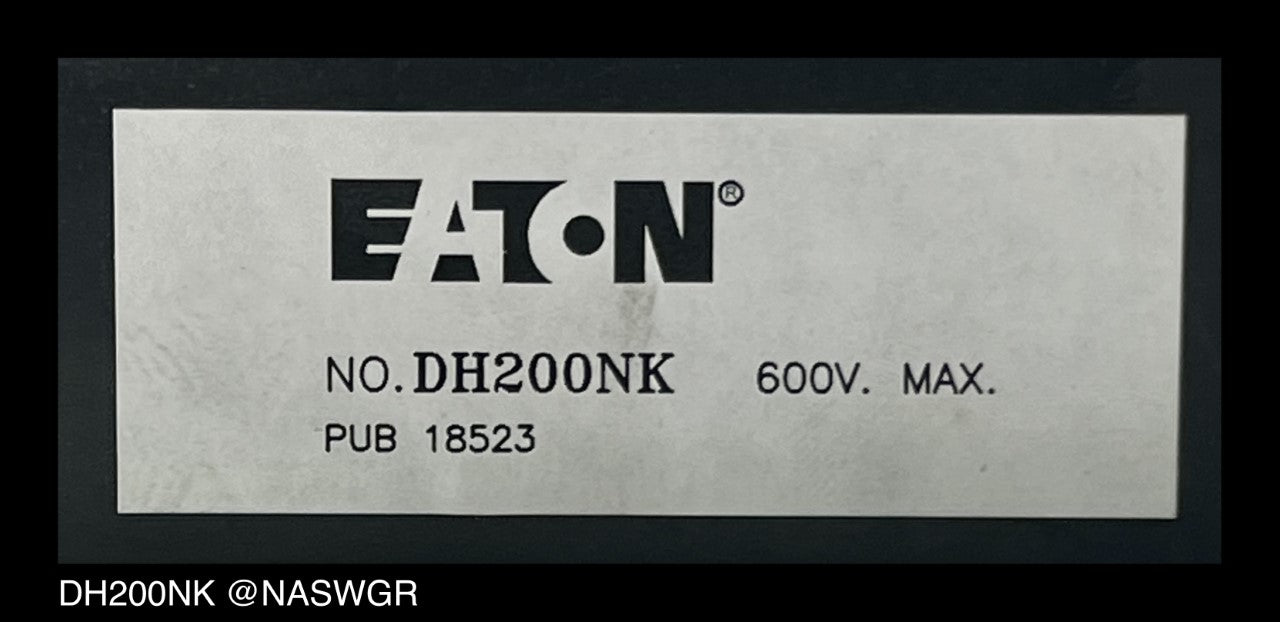 EATON®
NO. DH200NK 600V. MAX.
PUB 18523
DH200NK @NASWGR